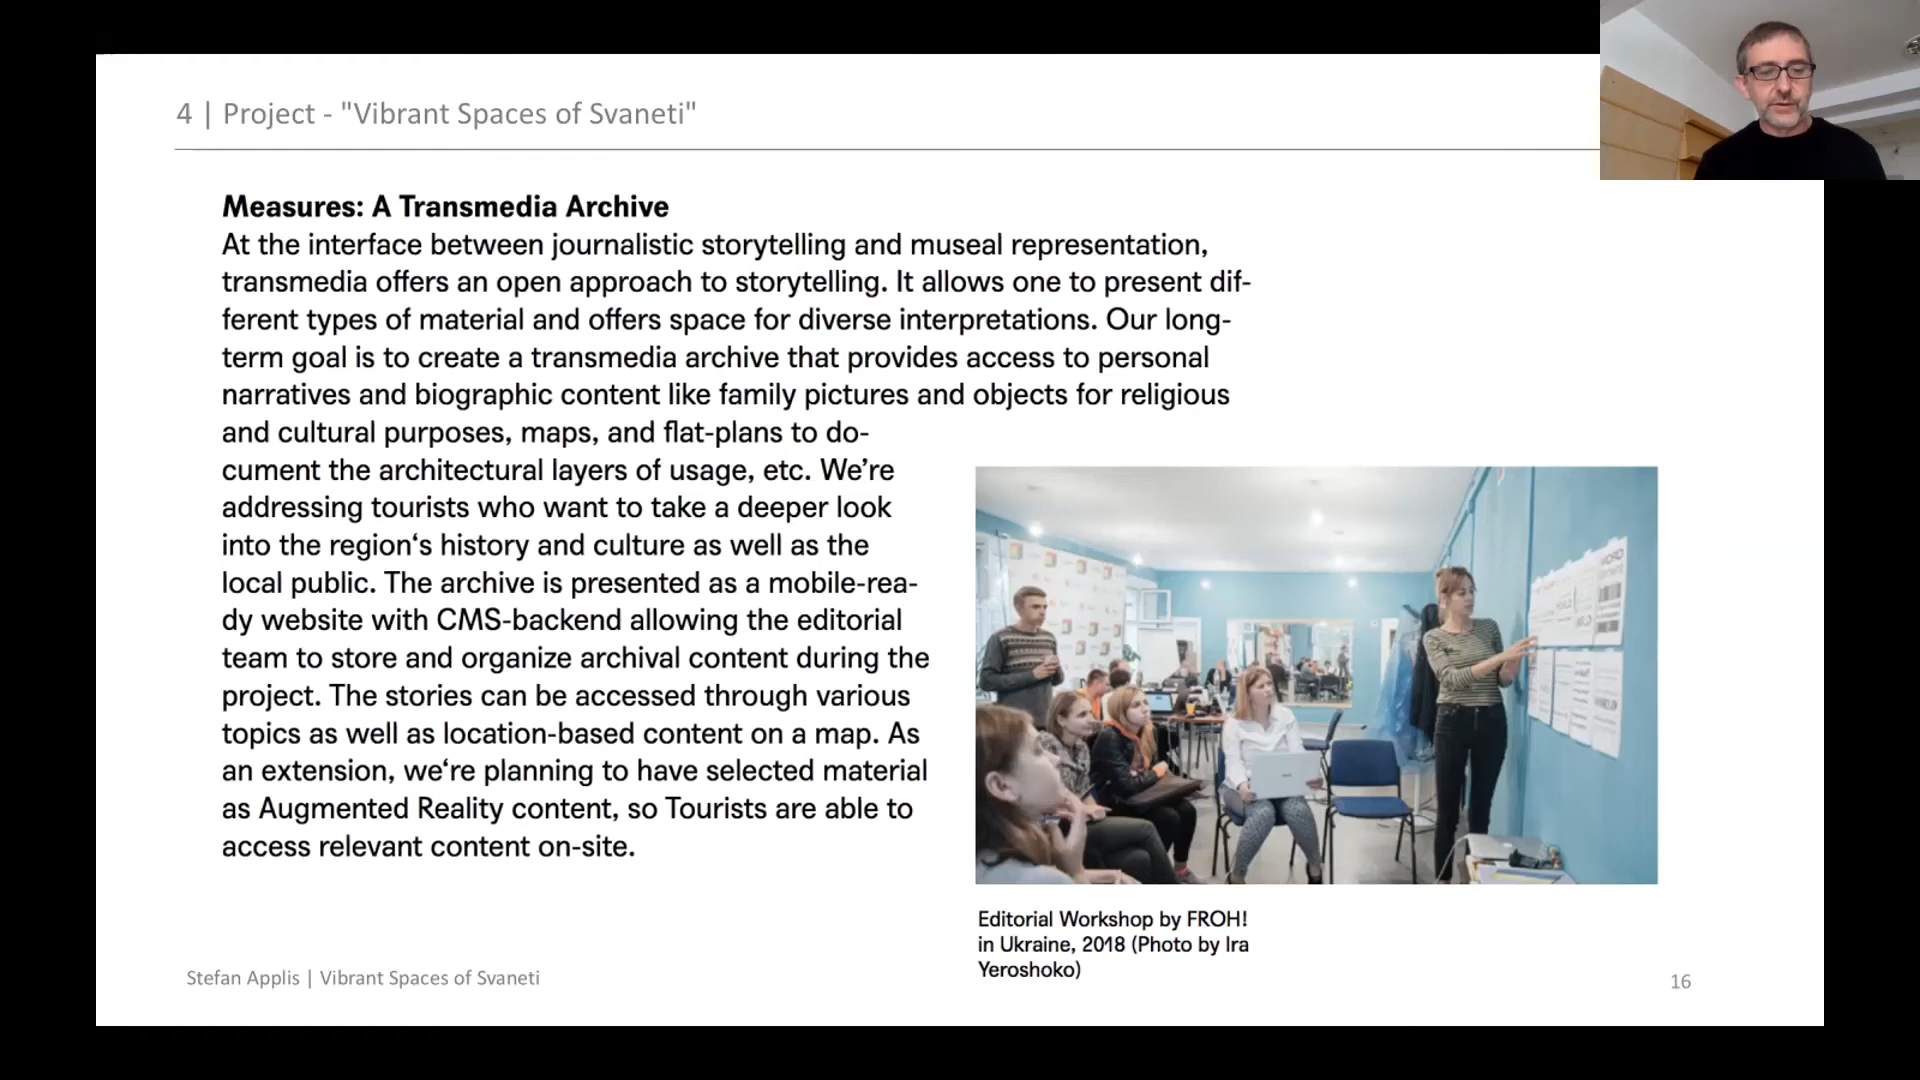 4 | Project - "Vibrant Spaces of Svaneti"
Measures: A Transmedia Archive
At the interface between journalistic storytelling and museal representation,
transmedia offers an open approach to storytelling. It allows one to present dif-
ferent types of material and offers space for diverse interpretations. Our long-
term goal is to create a transmedia archive that provides access to personal
narratives and biographic content like family pictures and objects for religious
and cultural purposes, maps, and flat-plans to do-
cument the architectural layers of usage, etc. We’re
addressing tourists who want to take a deeper look
into the region‘s history and culture as well as the
local public. The archive is presented as a mobile-rea-
dy website with CMS-backend allowing the editorial
team to store and organize archival content during the
project. The stories can be accessed through various
topics as well as location-based content on a map. As
an extension, we‘re planning to have selected material
as Augmented Reality content, so Tourists are able to
access relevant content on-site.
Editorial Workshop by FROH!
in Ukraine, 2018 (Photo by Ira
Yeroshoko)
Stefan Applis | Vibrant Spaces of Svaneti
16